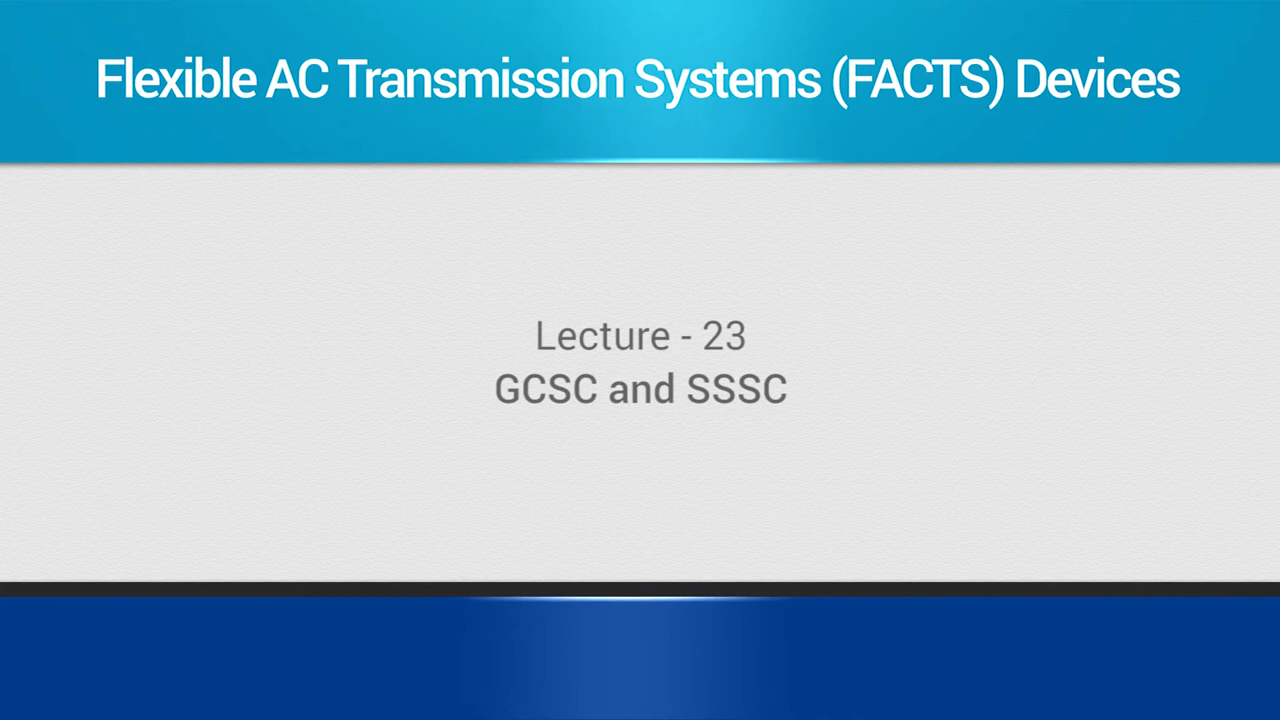 Flexible AC Transmission Systems (FACTS) Devices
Lecture - 23
GCSC and SSSC